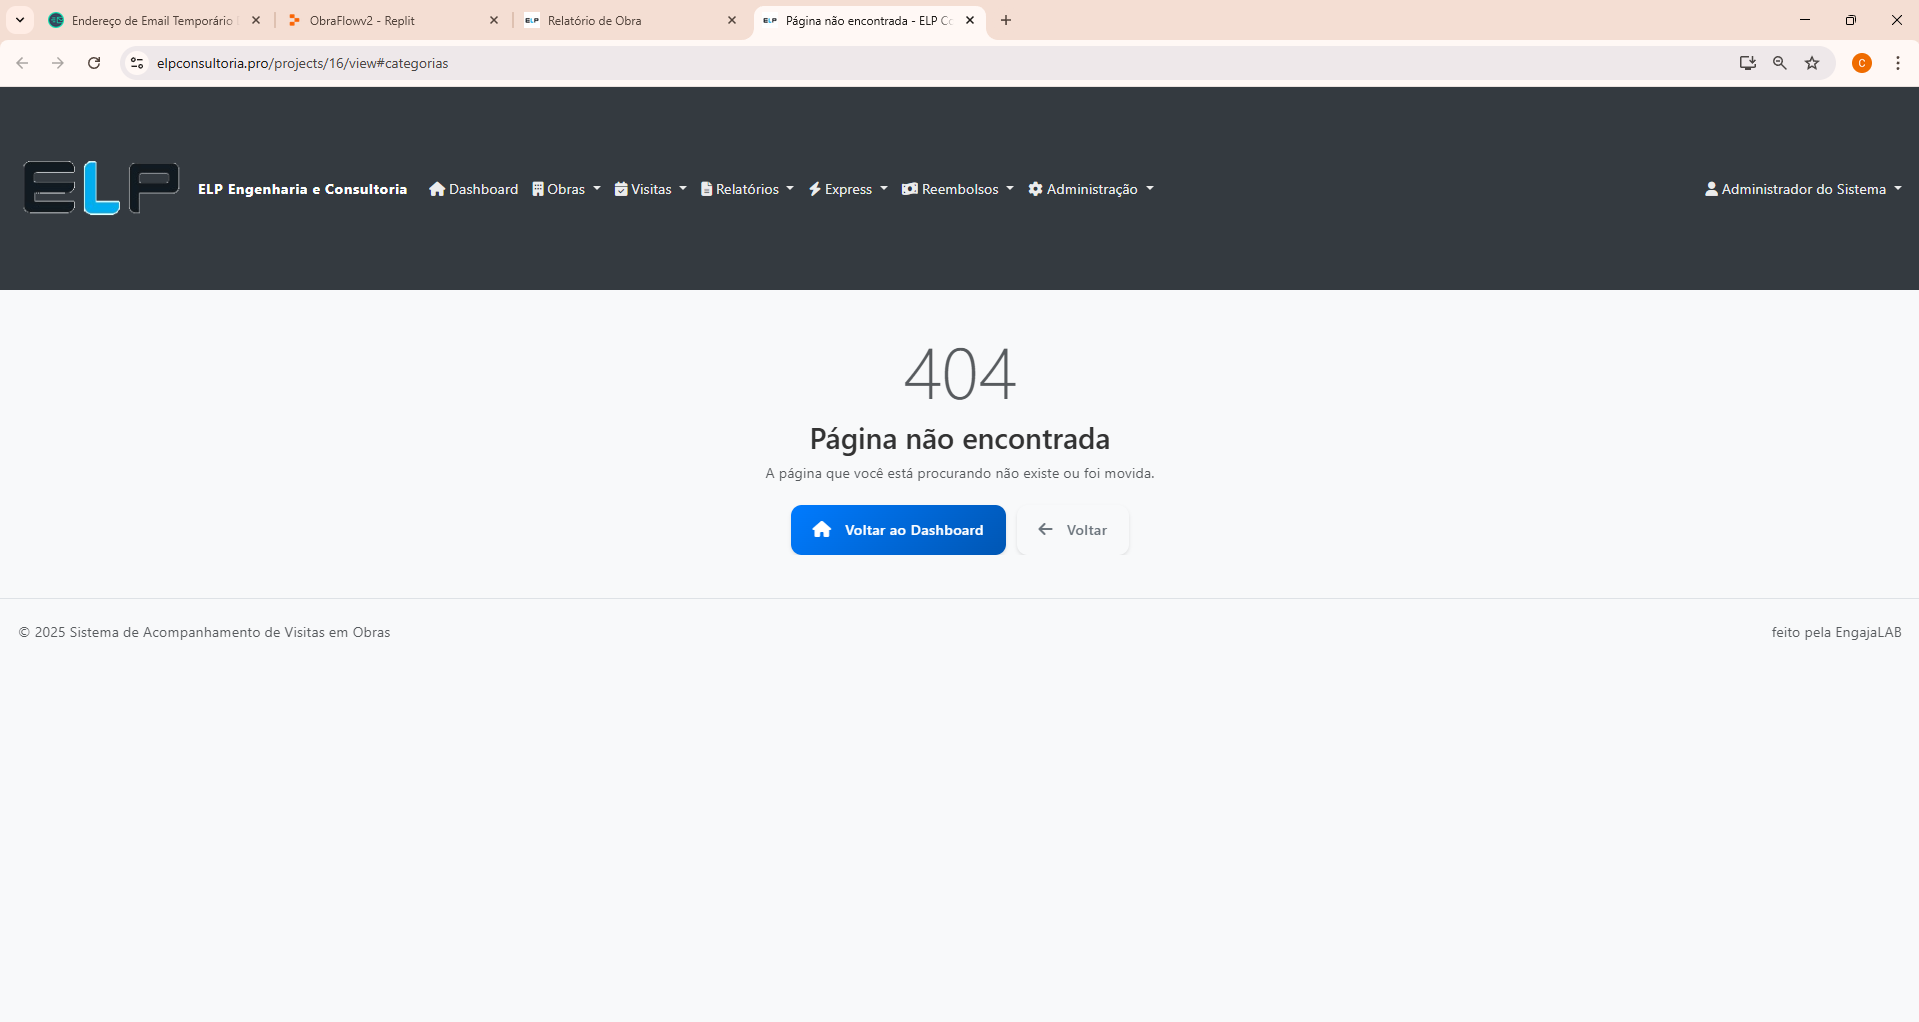 Endereço de Email Temporário
ObraFlowv2 - Replit
ELP Relatório de Obra
ELP Página não encontrada - ELP Co
elpconsultoria.pro/projects/16/view#categorias
C
ELP
ELP Engenharia e Consultoria
Dashboard
Obras
Visitas
Relatórios
Express
Reembolsos
Administração
Administrador do Sistema
404
Página não encontrada
A página que você está procurando não existe ou foi movida.
Voltar ao Dashboard
Voltar
© 2025 Sistema de Acompanhamento de Visitas em Obras
feito pela EngajaLAB